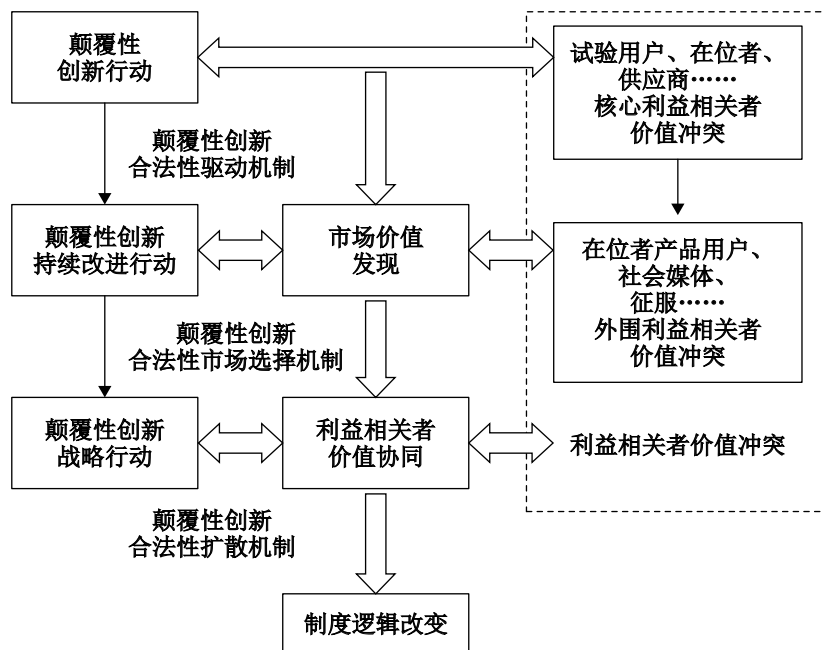 颠覆性
创新行动
试验用户、在位者、
供应商……
核心利益相关者
价值冲突
颠覆性创新
合法性驱动机制
颠覆性创新
持续改进行动
市场价值
发现
在位者产品用户、
社会媒体、
征服……
外围利益相关者
价值冲突
颠覆性创新
合法性市场选择机制
颠覆性创新
战略行动
利益相关者
价值协同
利益相关者价值冲突
颠覆性创新
合法性扩散机制
制度逻辑改变